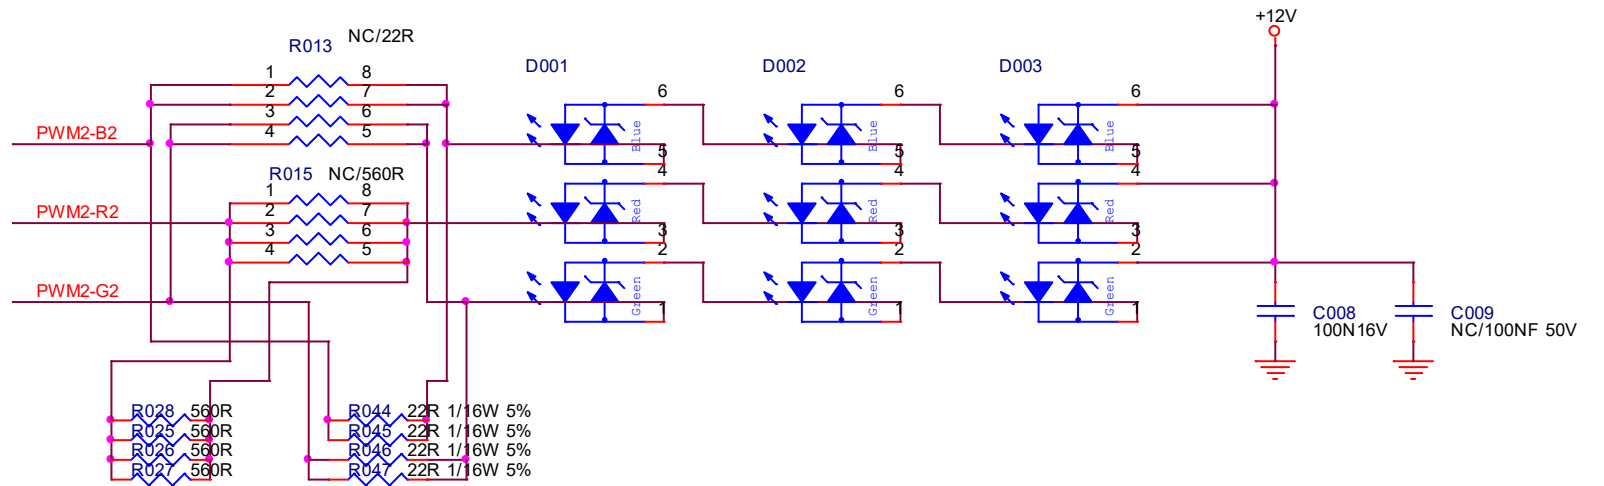 +12V
R013 NC/22R
D001 D002 D003
1 8
2 7
3 6
4 5
PWM2-B2
6 6 6
Blue Blue Blue
5 5 5
R015 NC/560R
1 8
2 7
3 6
4 5
PWM2-R2
4 4 4
Red Red Red
3 3 3
PWM2-G2
2 2 2
Green Green Green
1 1 1
C008
100N16V
C009
NC/100NF 50V
R028 560R
R025 560R
R026 560R
R027 560R
R044 22R 1/16W 5%
R045 22R 1/16W 5%
R046 22R 1/16W 5%
R047 22R 1/16W 5%